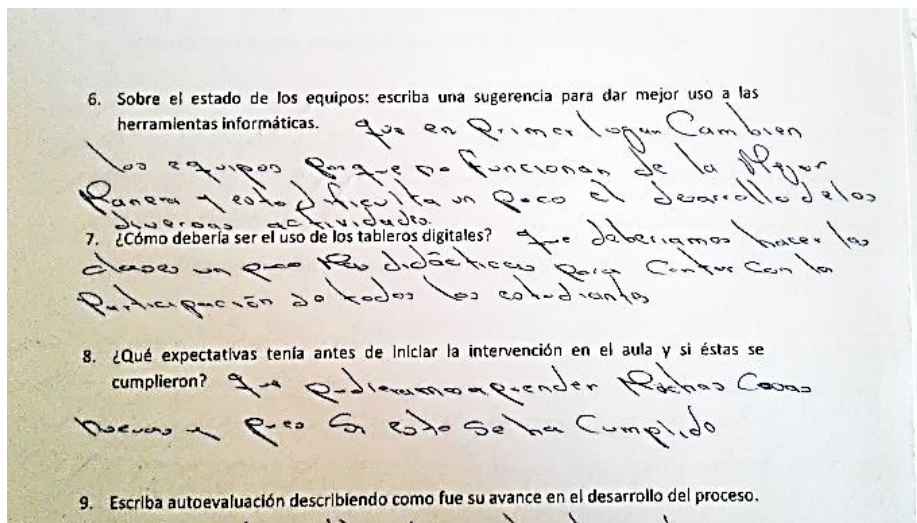 6. Sobre el estado de los equipos: escriba una sugerencia para dar mejor uso a las
herramientas informáticas. que en Primer lugar Cambien
los equipos porque no funcionan de la Mejor
Manera y esto dificulta un poco el desarrollo de las
diversas actividades.
7. ¿Cómo debería ser el uso de los tableros digitales? que deberiamos hacer las
clases un poco Mas didácticas para Contar Con la
Participación de todos los estudiantes
8. ¿Qué expectativas tenía antes de iniciar la intervención en el aula y si éstas se
cumplieron? que pudieramos aprender Muchas Cosas
nuevas y pues Si esto Se ha Cumplido
9. Escriba autoevaluación describiendo como fue su avance en el desarrollo del proceso.